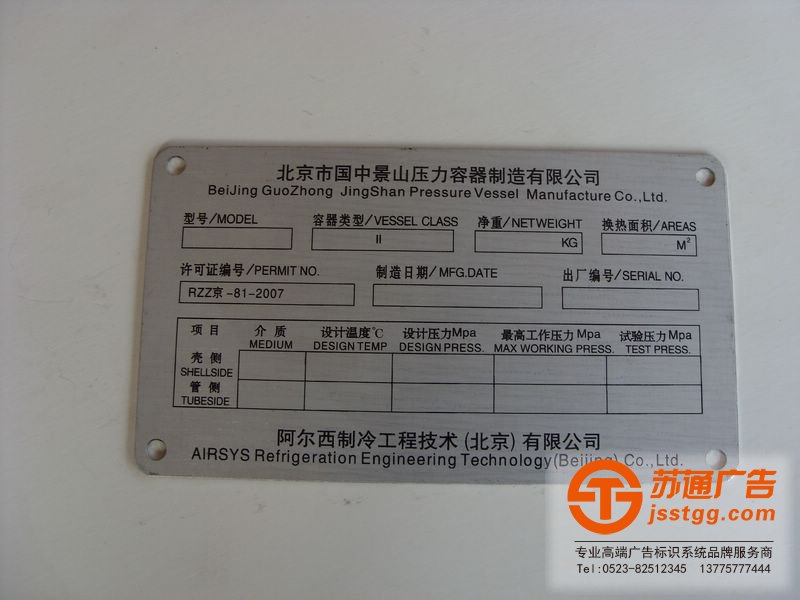 北京市国中景山压力容器制造有限公司
BeiJing GuoZhong JingShan Pressure Vessel Manufacture Co.,Ltd.
型号/MODEL 容器类型/VESSEL CLASS 净重/NETWEIGHT 换热面积/AREAS
II KG M²
许可证编号/PERMIT NO. 制造日期/MFG.DATE 出厂编号/SERIAL NO.
RZZ京-81-2007
项目 介质 设计温度℃ 设计压力Mpa 最高工作压力Mpa 试验压力Mpa
MEDIUM DESIGN TEMP DESIGN PRESS. MAX WORKING PRESS. TEST PRESS.
壳侧
SHELLSIDE
管侧
TUBESIDE
阿尔西制冷工程技术(北京)有限公司
AIRSYS Refrigeration Engineering Technology(Beijing) Co.,Ltd.
苏通广告
jsstgg.com
专业高端广告标识系统品牌服务商
Tel:0523-82512345 13775777444